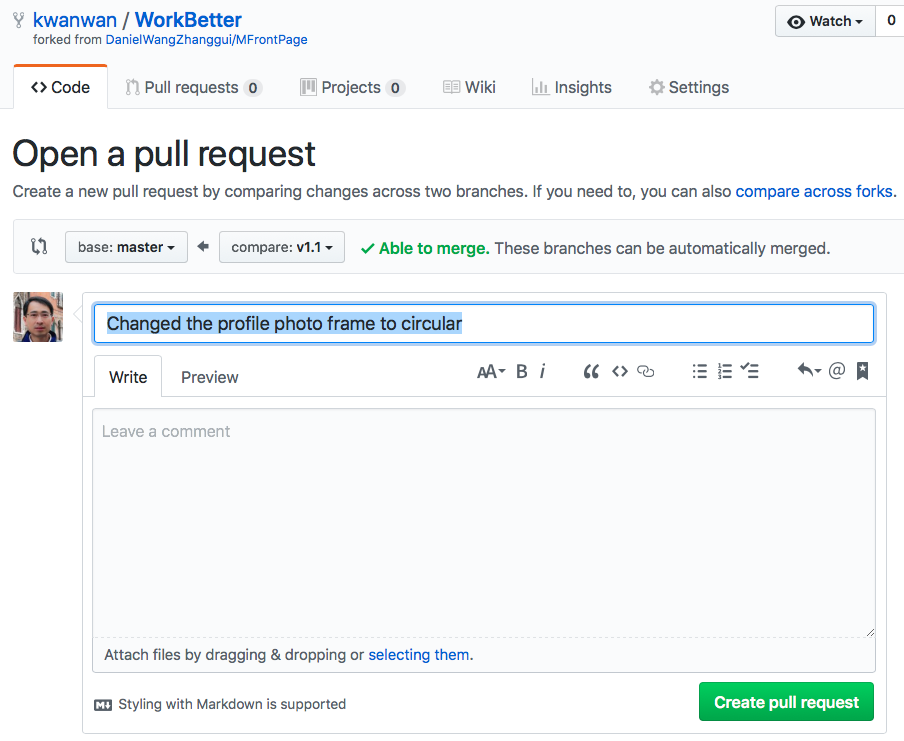 kwanwan / WorkBetter
Watch 0
forked from DanielWangZhanggui/MFrontPage
Code Pull requests 0 Projects 0 Wiki Insights Settings
Open a pull request
Create a new pull request by comparing changes across two branches. If you need to, you can also compare across forks.
base: master compare: v1.1 Able to merge. These branches can be automatically merged.
Changed the profile photo frame to circular
Write Preview AA B i “ <> @
Leave a comment
Attach files by dragging & dropping or selecting them.
M Styling with Markdown is supported
Create pull request